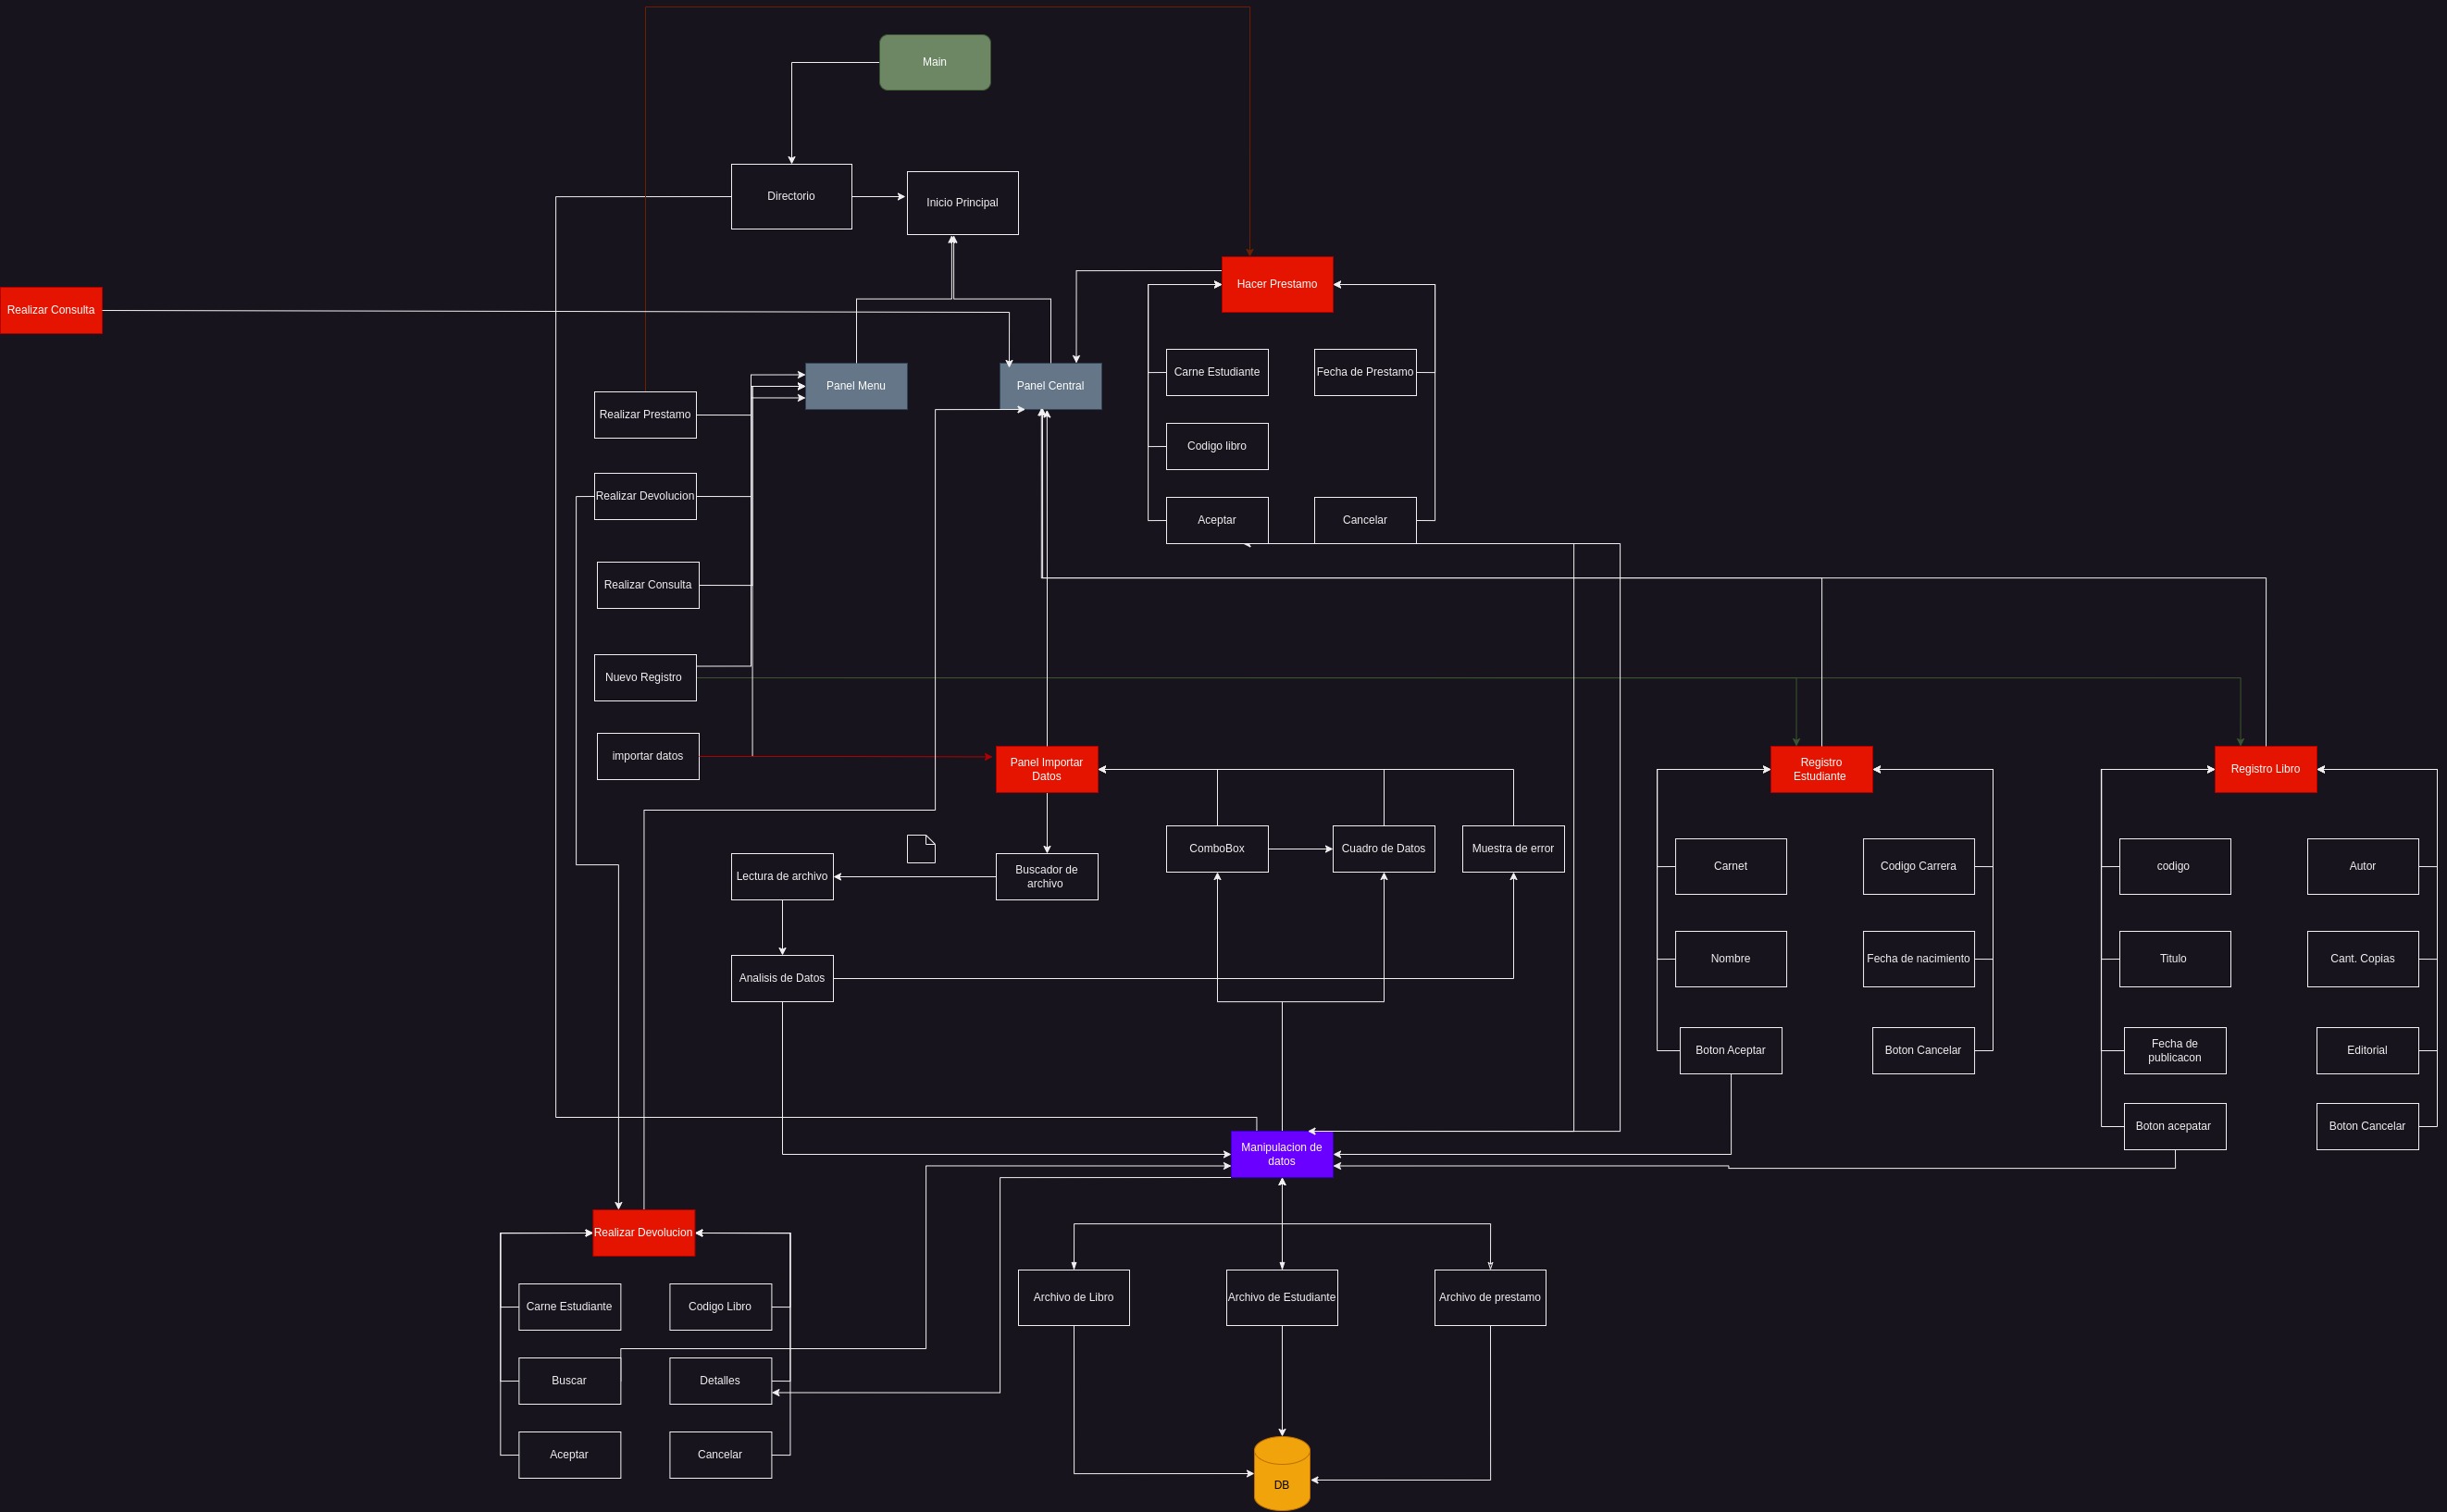 Main
Directorio
Inicio Principal
Hacer Prestamo
Realizar Consulta
Panel Menu
Panel Central
Carne Estudiante
Fecha de Prestamo
Realizar Prestamo
Codigo libro
Realizar Devolucion
Aceptar
Cancelar
Realizar Consulta
Nuevo Registro
importar datos
Panel Importar
Datos
Registro
Estudiante
Registro Libro
ComboBox
Cuadro de Datos
Muestra de error
Lectura de archivo
Buscador de
archivo
Carnet
Codigo Carrera
codigo
Autor
Analisis de Datos
Nombre
Fecha de nacimiento
Titulo
Cant. Copias
Boton Aceptar
Boton Cancelar
Fecha de
publicacon
Editorial
Boton acepatar
Boton Cancelar
Manipulacion de
datos
Realizar Devolucion
Archivo de Libro
Archivo de Estudiante
Archivo de prestamo
Carne Estudiante
Codigo Libro
Buscar
Detalles
Aceptar
Cancelar
DB